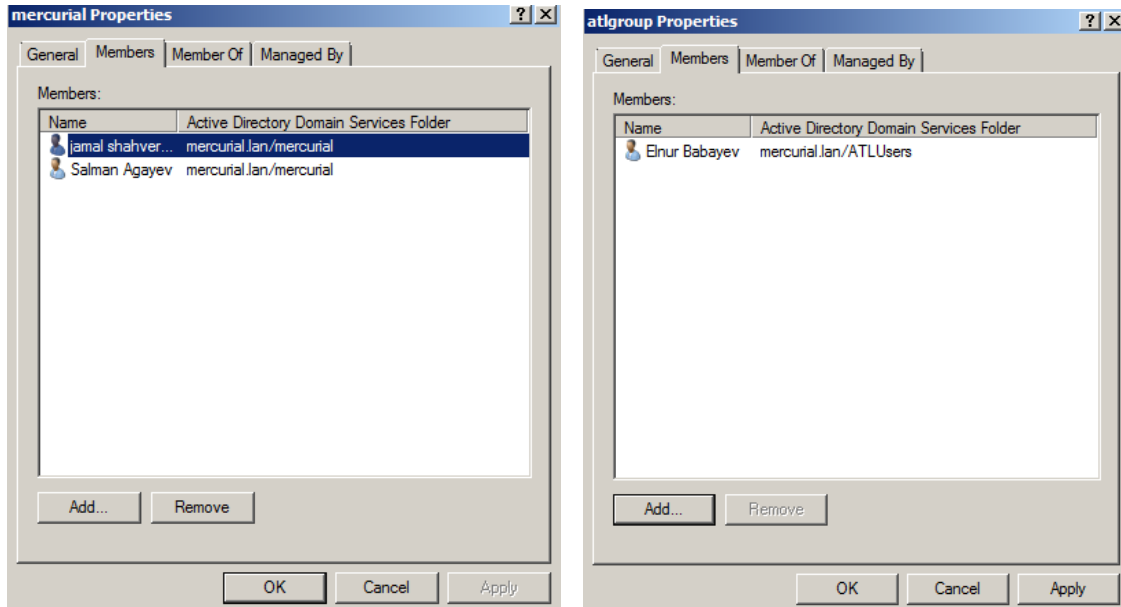 mercurial Properties
General Members Member Of Managed By
Members:
Name Active Directory Domain Services Folder
jamal shahver... mercurial.lan/mercurial
Salman Agayev mercurial.lan/mercurial
Add... Remove
OK Cancel Apply
atlgroup Properties
General Members Member Of Managed By
Members:
Name Active Directory Domain Services Folder
Elnur Babayev mercurial.lan/ATLUsers
Add... Remove
OK Cancel Apply